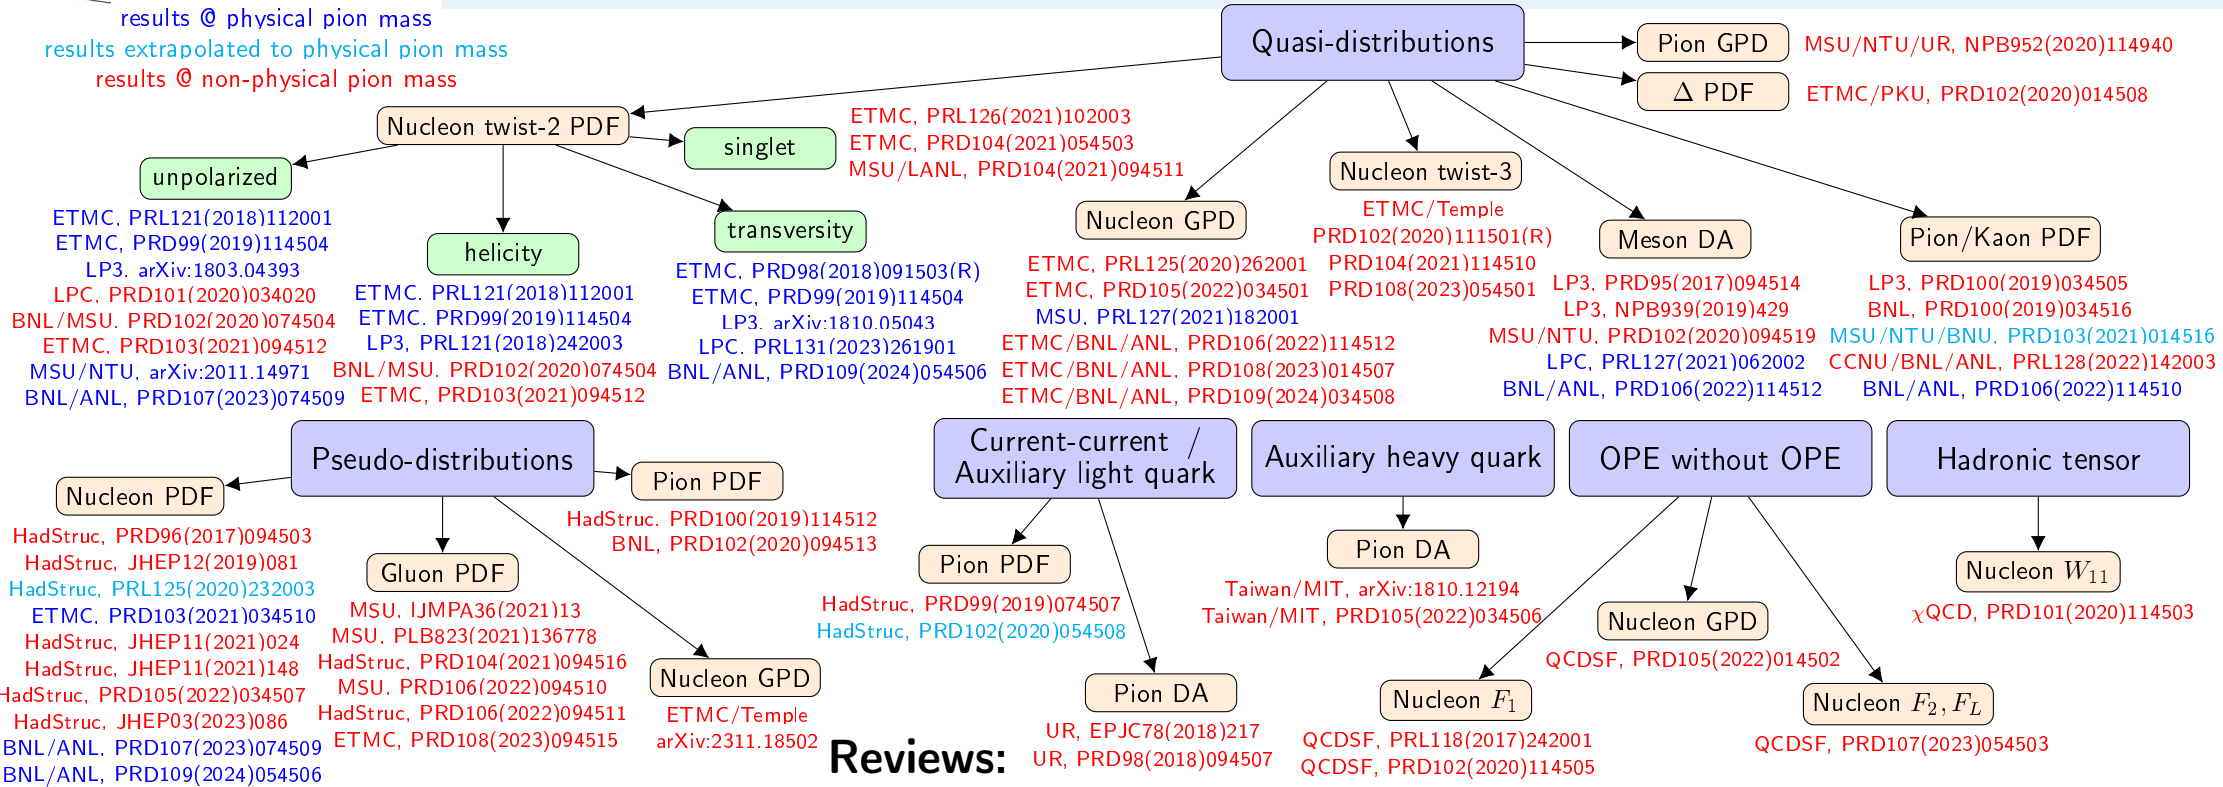 results @ physical pion mass
results extrapolated to physical pion mass
results @ non-physical pion mass
Quasi-distributions
Pion GPD
MSU/NTU/UR, NPB952(2020)114940
Δ PDF
ETMC/PKU, PRD102(2020)014508
Nucleon twist-2 PDF
singlet
ETMC, PRL126(2021)102003
ETMC, PRD104(2021)054503
MSU/LANL, PRD104(2021)094511
unpolarized
ETMC, PRL121(2018)112001
ETMC, PRD99(2019)114504
LP3, arXiv:1803.04393
LPC, PRD101(2020)034020
BNL/MSU, PRD102(2020)074504
ETMC, PRD103(2021)094512
MSU/NTU, arXiv:2011.14971
BNL/ANL, PRD107(2023)074509
helicity
ETMC, PRL121(2018)112001
ETMC, PRD99(2019)114504
LP3, PRL121(2018)242003
BNL/MSU, PRD102(2020)074504
ETMC, PRD103(2021)094512
transversity
ETMC, PRD98(2018)091503(R)
ETMC, PRD99(2019)114504
LP3, arXiv:1810.05043
LPC, PRL131(2023)261901
BNL/ANL, PRD109(2024)054506
Nucleon GPD
ETMC, PRL125(2020)262001
ETMC, PRD105(2022)034501
MSU, PRL127(2021)182001
ETMC/BNL/ANL, PRD106(2022)114512
ETMC/BNL/ANL, PRD108(2023)014507
ETMC/BNL/ANL, PRD109(2024)034508
Nucleon twist-3
ETMC/Temple
PRD102(2020)111501(R)
PRD104(2021)114510
PRD108(2023)054501
Meson DA
LP3, PRD95(2017)094514
LP3, NPB939(2019)429
MSU/NTU, PRD102(2020)094519
LPC, PRL127(2021)062002
BNL/ANL, PRD106(2022)114512
Pion/Kaon PDF
LP3, PRD100(2019)034505
BNL, PRD100(2019)034516
MSU/NTU/BNU, PRD103(2021)014516
CCNU/BNL/ANL, PRL128(2022)142003
BNL/ANL, PRD106(2022)114510
Pseudo-distributions
Nucleon PDF
HadStruc, PRD96(2017)094503
HadStruc, JHEP12(2019)081
HadStruc, PRL125(2020)232003
ETMC, PRD103(2021)034510
HadStruc, JHEP11(2021)024
HadStruc, JHEP11(2021)148
HadStruc, PRD105(2022)034507
HadStruc, JHEP03(2023)086
BNL/ANL, PRD107(2023)074509
BNL/ANL, PRD109(2024)054506
Gluon PDF
MSU, IJMPA36(2021)13
MSU, PLB823(2021)136778
HadStruc, PRD104(2021)094516
MSU, PRD106(2022)094510
HadStruc, PRD106(2022)094511
ETMC, PRD108(2023)094515
Pion PDF
HadStruc, PRD100(2019)114512
BNL, PRD102(2020)094513
Nucleon GPD
ETMC/Temple
arXiv:2311.18502
Current-current /
Auxiliary light quark
Pion PDF
HadStruc, PRD99(2019)074507
HadStruc, PRD102(2020)054508
Pion DA
UR, EPJC78(2018)217
UR, PRD98(2018)094507
Auxiliary heavy quark
Pion DA
Taiwan/MIT, arXiv:1810.12194
Taiwan/MIT, PRD105(2022)034506
OPE without OPE
Nucleon F₁
QCDSF, PRL118(2017)242001
QCDSF, PRD102(2020)114505
Nucleon GPD
QCDSF, PRD105(2022)014502
Nucleon F₂, F_L
QCDSF, PRD107(2023)054503
Hadronic tensor
Nucleon W₁₁
χQCD, PRD101(2020)114503
Reviews: